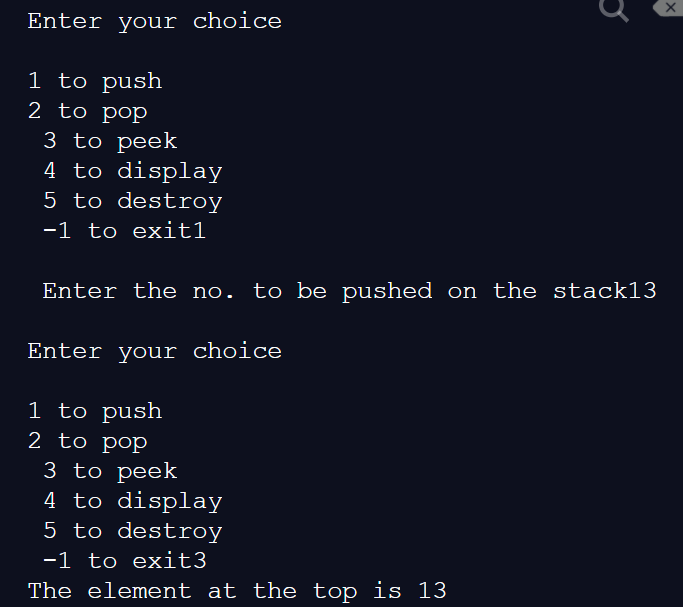 Enter your choice
1 to push
2 to pop
3 to peek
4 to display
5 to destroy
-1 to exit1
Enter the no. to be pushed on the stack13
Enter your choice
1 to push
2 to pop
3 to peek
4 to display
5 to destroy
-1 to exit3
The element at the top is 13